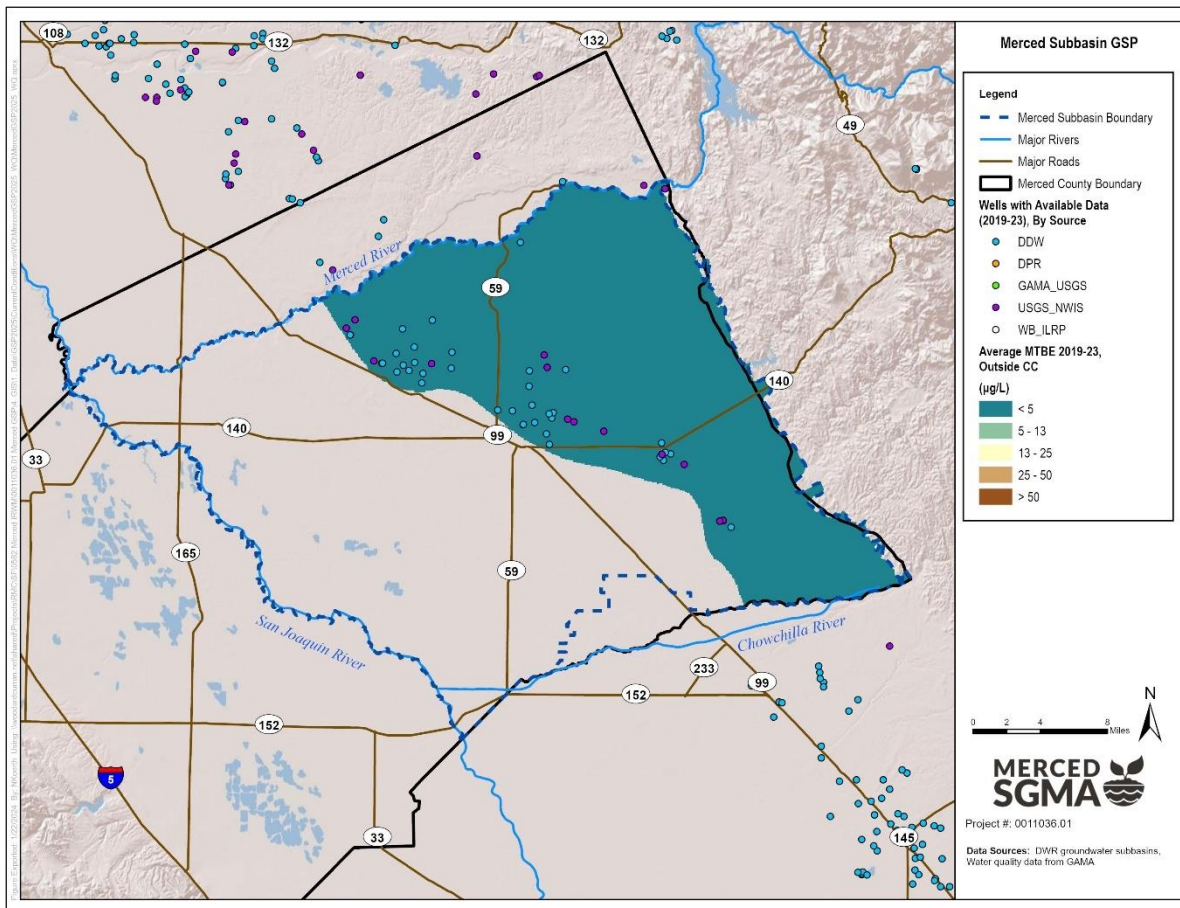 108
132
132
49
Merced River
59
140
140
99
33
165
59
San Joaquin River
Chowchilla River
233
99
152
152
5
33
145
Merced Subbasin GSP
Legend
Merced Subbasin Boundary
Major Rivers
Major Roads
Merced County Boundary
Wells with Available Data
(2019-23), By Source
DDW
DPR
GAMA_USGS
USGS_NWIS
WB_ILRP
Average MTBE 2019-23,
Outside CC
(µg/L)
< 5
5 - 13
13 - 25
25 - 50
> 50
N
0 2 4 8
Miles
MERCED
SGMA
Project #: 0011036.01
Data Sources: DWR groundwater subbasins,
Water quality data from GAMA